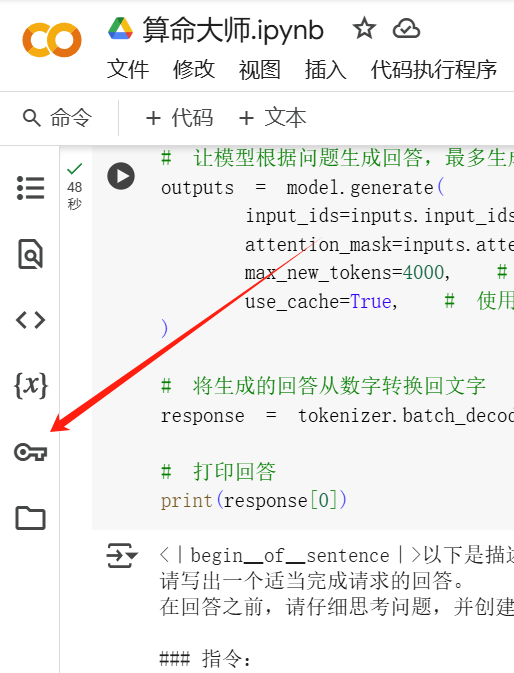 算命大师.ipynb
文件 修改 视图 插入 代码执行程序
命令 + 代码 + 文本
48
秒
# 让模型根据问题生成回答，最多生成
outputs = model.generate(
input_ids=inputs.input_ids
attention_mask=inputs.atte
max_new_tokens=4000, #
use_cache=True, # 使用
)
# 将生成的回答从数字转换回文字
response = tokenizer.batch_decod
# 打印回答
print(response[0])
{x}
<｜begin▁of▁sentence｜>以下是描述
请写出一个适当完成请求的回答。
在回答之前，请仔细思考问题，并创建
### 指令：